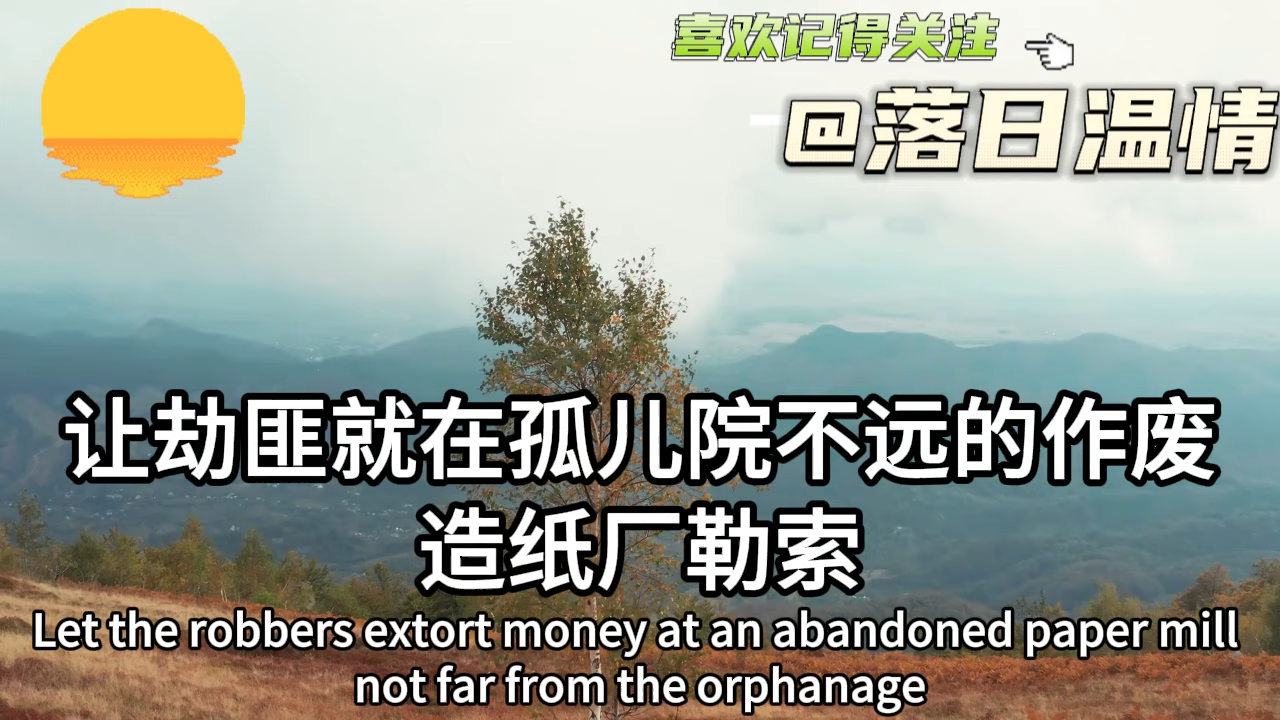 喜欢记得关注
@落日温情
让劫匪就在孤儿院不远的作废
造纸厂勒索
Let the robbers extort money at an abandoned paper mill
not far from the orphanage